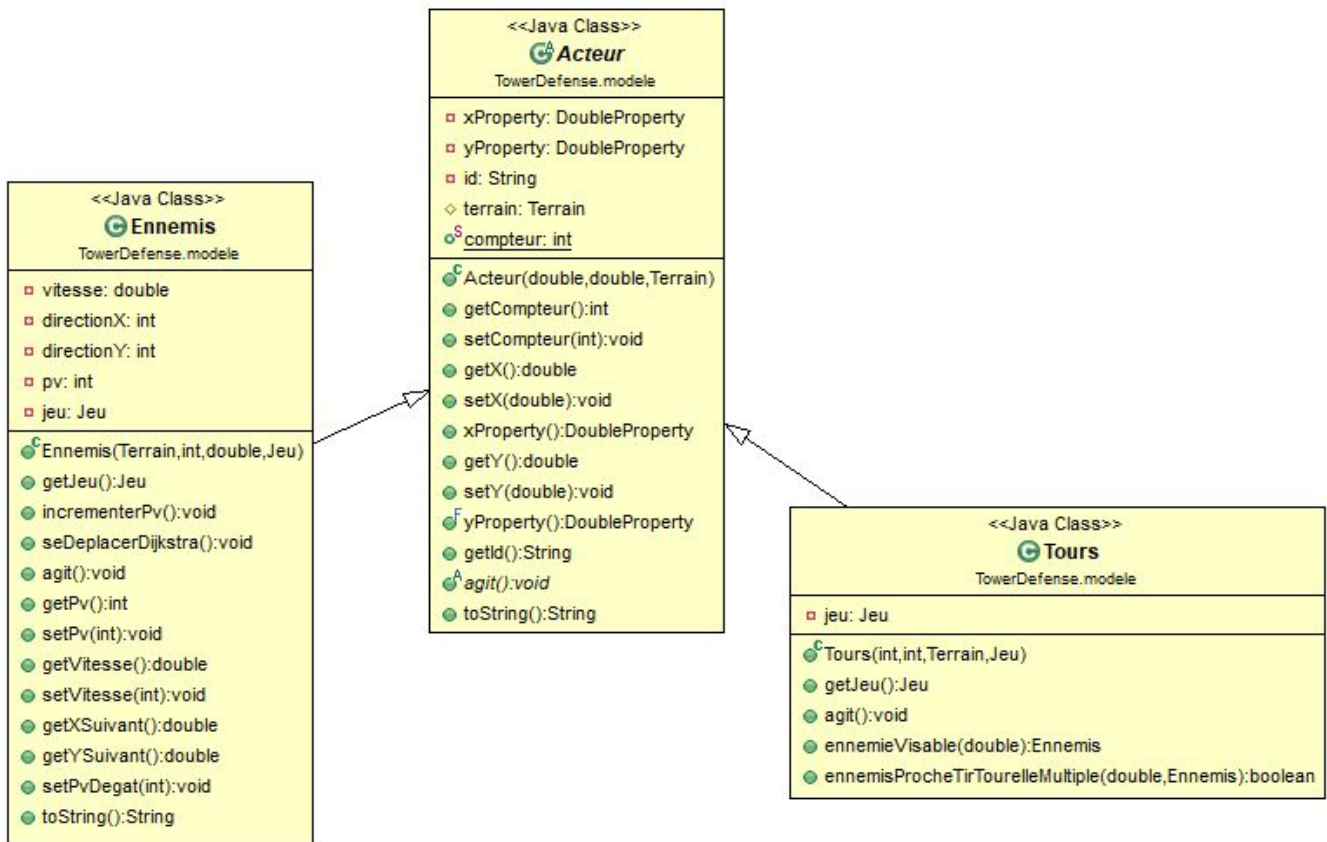 <<Java Class>>
Acteur
TowerDefense.modele
xProperty: DoubleProperty
yProperty: DoubleProperty
id: String
terrain: Terrain
compteur: int
Acteur(double,double,Terrain)
getCompteur():int
setCompteur(int):void
getX():double
setX(double):void
xProperty():DoubleProperty
getY():double
setY(double):void
yProperty():DoubleProperty
getId():String
agit():void
toString():String
<<Java Class>>
Ennemis
TowerDefense.modele
vitesse: double
directionX: int
directionY: int
pv: int
jeu: Jeu
Ennemis(Terrain,int,double,Jeu)
getJeu():Jeu
incrementerPv():void
seDeplacerDijkstra():void
agit():void
getPv():int
setPv(int):void
getVitesse():double
setVitesse(int):void
getXSuivant():double
getYSuivant():double
setPvDegat(int):void
toString():String
<<Java Class>>
Tours
TowerDefense.modele
jeu: Jeu
Tours(int,int,Terrain,Jeu)
getJeu():Jeu
agit():void
ennemieVisable(double):Ennemis
ennemisProcheTirTourelleMultiple(double,Ennemis):boolean